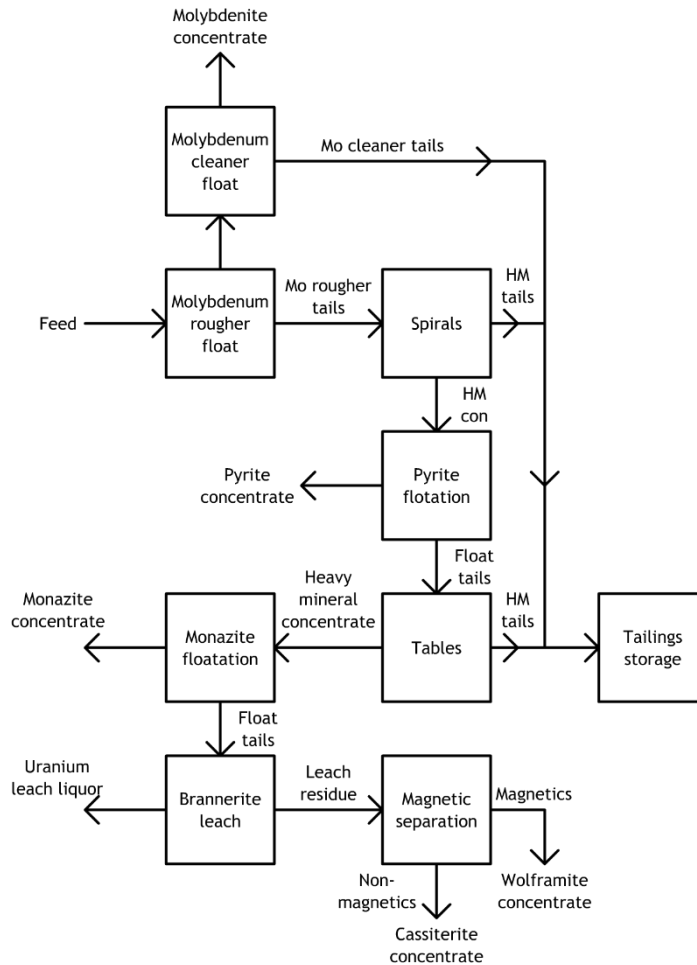 Molybdenite
concentrate
Molybdenum
cleaner
float
Mo cleaner tails
Feed
Molybdenum
rougher
float
Mo rougher
tails
Spirals
HM
tails
HM
con
Pyrite
concentrate
Pyrite
flotation
Float
tails
Monazite
concentrate
Monazite
floatation
Heavy
mineral
concentrate
Tables
HM
tails
Tailings
storage
Float
tails
Uranium
leach liquor
Brannerite
leach
Leach
residue
Magnetic
separation
Magnetics
Non-
magnetics
Wolframite
concentrate
Cassiterite
concentrate